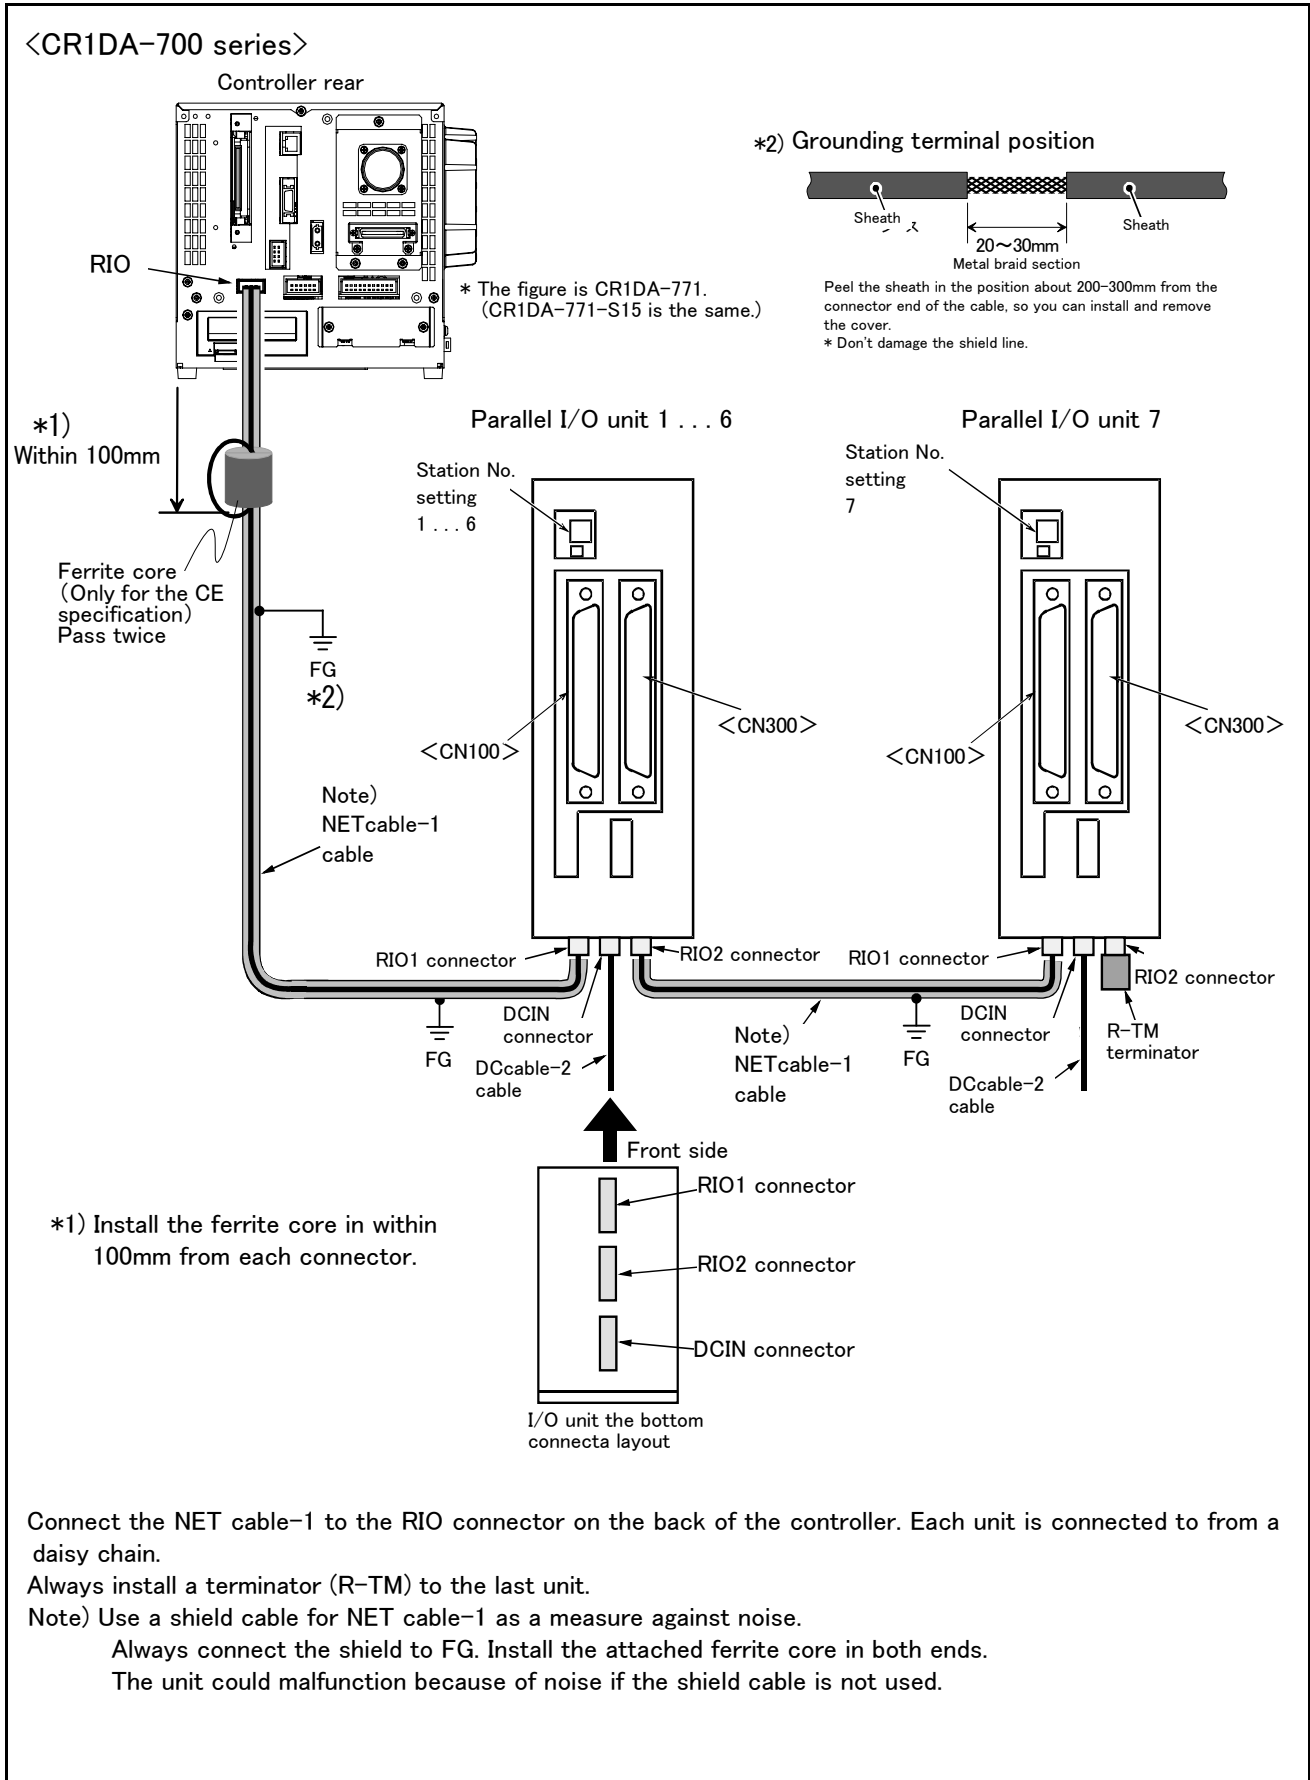 <CR1DA-700 series>
Controller rear
RIO
* The figure is CR1DA-771.
(CR1DA-771-S15 is the same.)
*2) Grounding terminal position
Sheath
Sheath
20~30mm
Metal braid section
Peel the sheath in the position about 200-300mm from the
connector end of the cable, so you can install and remove
the cover.
* Don't damage the shield line.
*1)
Within 100mm
Ferrite core
(Only for the CE
specification)
Pass twice
FG
*2)
Note)
NETcable-1
cable
Parallel I/O unit 1 . . . 6
Station No.
setting
1 . . . 6
<CN100>
<CN300>
Parallel I/O unit 7
Station No.
setting
7
<CN100>
<CN300>
RIO1 connector
RIO2 connector
RIO1 connector
RIO2 connector
FG
DCIN
connector
DCcable-2
cable
Note)
NETcable-1
cable
FG
DCIN
connector
DCcable-2
cable
R-TM
terminator
Front side
RIO1 connector
RIO2 connector
DCIN connector
I/O unit the bottom
connecta layout
*1) Install the ferrite core in within
100mm from each connector.
Connect the NET cable-1 to the RIO connector on the back of the controller. Each unit is connected to from a
daisy chain.
Always install a terminator (R-TM) to the last unit.
Note) Use a shield cable for NET cable-1 as a measure against noise.
Always connect the shield to FG. Install the attached ferrite core in both ends.
The unit could malfunction because of noise if the shield cable is not used.